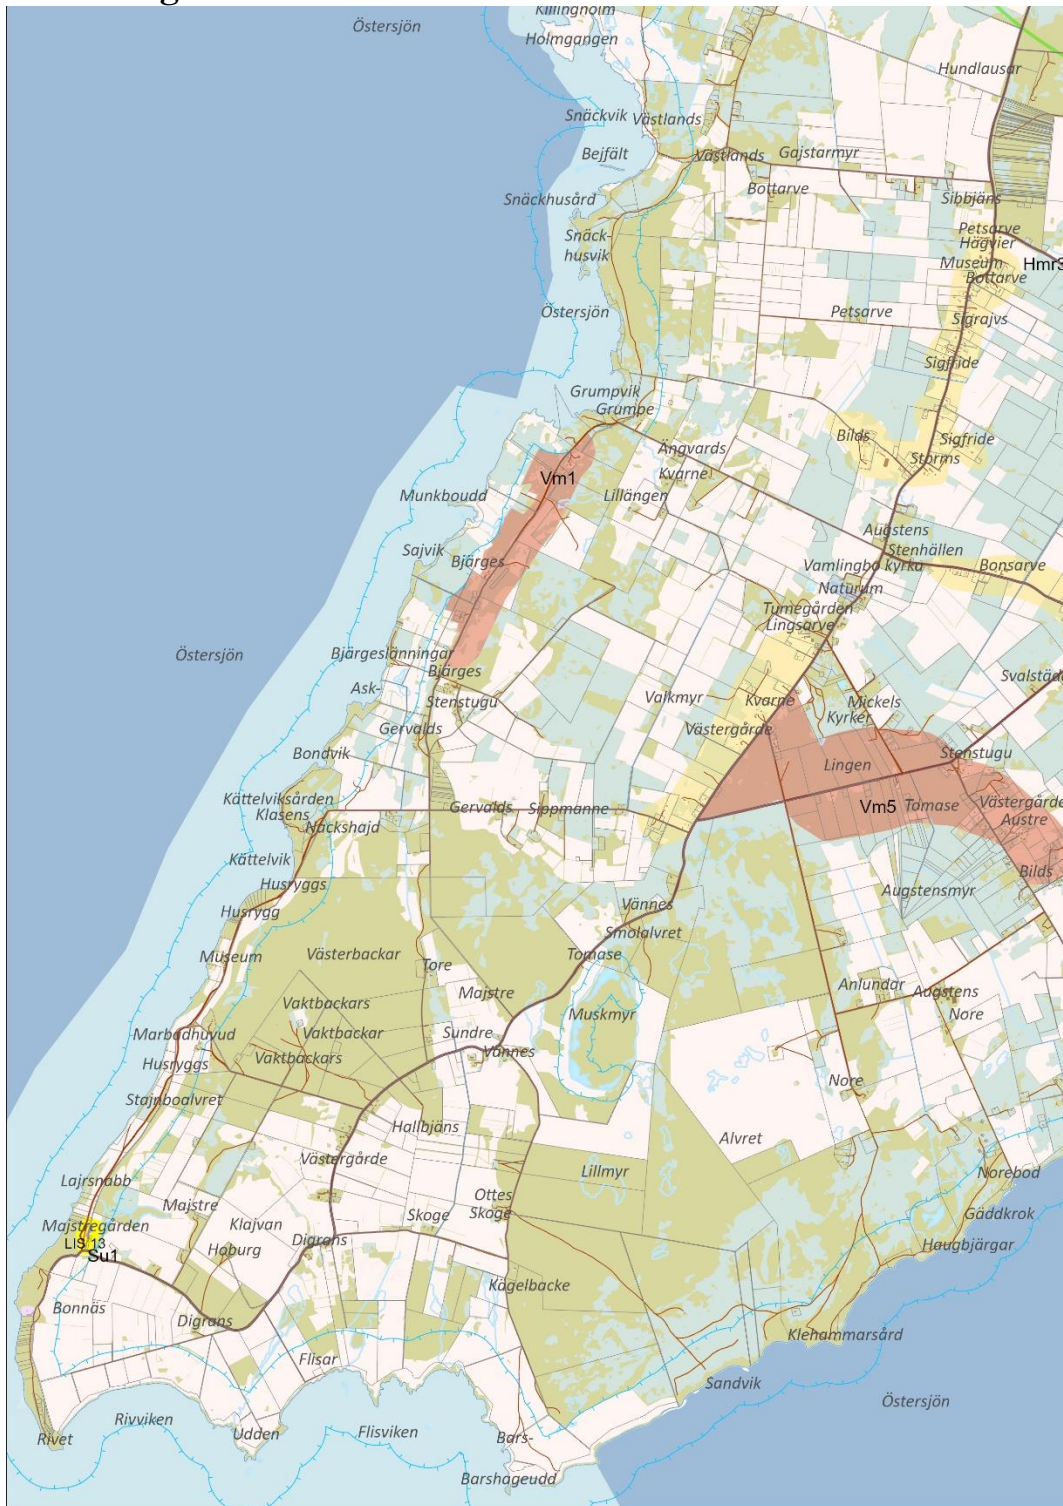 Killingholm
Östersjön
Holmgangen
Hundlausar
Snäckvik
Västlands
Bejfält
Västlands
Gajstarmyr
Bottarve
Snäckhusård
Sibbjäns
Snäck-
husvik
Petsarve
Hägvier
Museum
Hmr3
Bottarve
Östersjön
Petsarve
Sigrajvs
Sigfride
Grumpvik
Grumpe
Bilds
Sigfride
Ängvards
Storms
Kvarne
Vm1
Munkboudd
Lillängen
Augstens
Sajvik
Stenhällen
Bjärges
Vamlingbo kyrka
Bonsarve
Naturum
Tumegården
Lingsarve
Östersjön
Bjärgeslänningar
Bjärges
Svalstäde
Ask-
Stenstugu
Valkmyr
Kvarne
Mickels
Kyrker
Gervalds
Västergårde
Bondvik
Stenstugu
Lingen
Kättelviksården
Klasens
Gervalds
Sippmanne
Vm5
Tomase
Västergårde
Austre
Näckshajd
Kättelvik
Bilds
Husryggs
Augstensmyr
Husrygg
Vännes
Smolalvret
Museum
Västerbackar
Tomase
Tore
Majstre
Anlundar
Augstens
Vaktbackars
Muskmyr
Nore
Marbadhuvud
Vaktbackar
Sundre
Vännes
Husryggs
Vaktbackars
Nore
Stajnboalvret
Hallbjäns
Alvret
Västergårde
Lillmyr
Norebod
Lajrsnabb
Ottes
Majstre
Skoge
Skoge
Gäddkrok
Majstregården
Klajvan
LIS 13
Su1
Hoburg
Digrans
Haugbjärgar
Kägelbacke
Bonnäs
Digrans
Klehammarsård
Flisar
Sandvik
Östersjön
Rivviken
Rivet
Udden
Flisviken
Bars-
Barshageudd